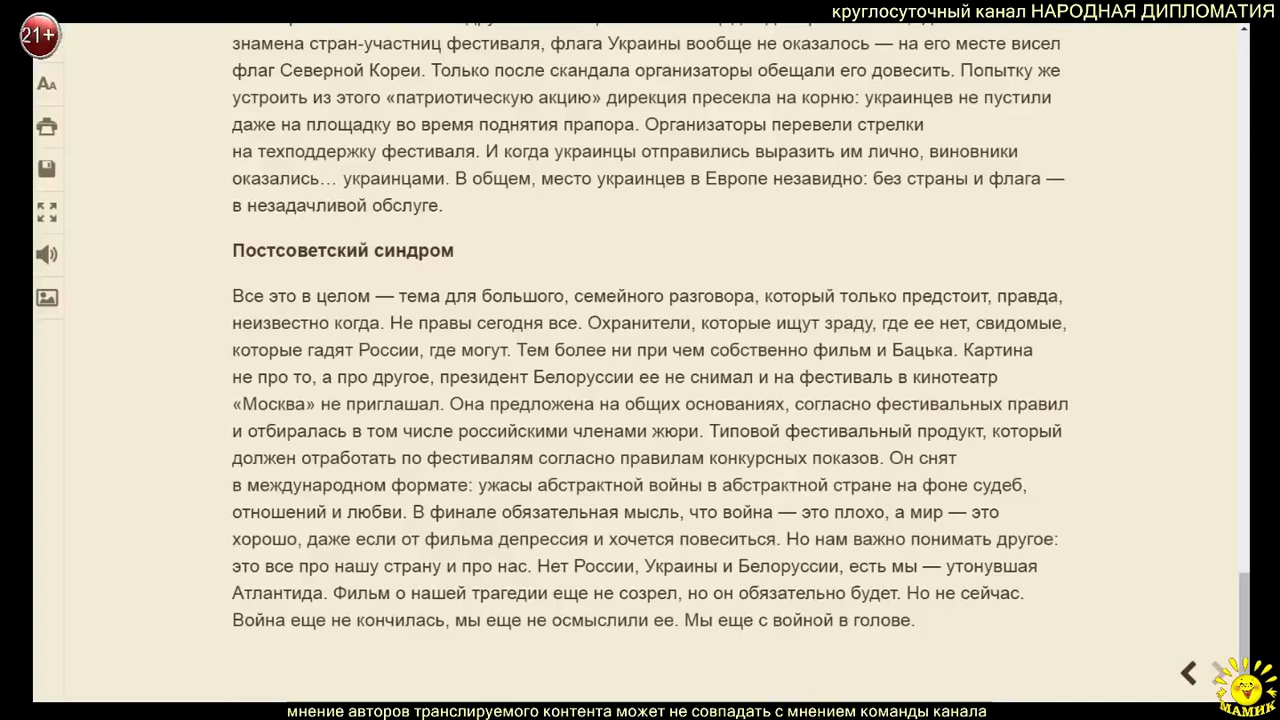 круглосуточный канал НАРОДНАЯ ДИПЛОМАТИЯ
21+
знамена стран-участниц фестиваля, флага Украины вообще не оказалось — на его месте висел
флаг Северной Кореи. Только после скандала организаторы обещали его довесить. Попытку же
устроить из этого «патриотическую акцию» дирекция пресекла на корню: украинцев не пустили
даже на площадку во время поднятия прапора. Организаторы перевели стрелки
на техподдержку фестиваля. И когда украинцы отправились выразить им лично, виновники
оказались… украинцами. В общем, место украинцев в Европе незавидно: без страны и флага —
в незадачливой обслуге.
Постсоветский синдром
Все это в целом — тема для большого, семейного разговора, который только предстоит, правда,
неизвестно когда. Не правы сегодня все. Охранители, которые ищут зраду, где ее нет, свидомые,
которые гадят России, где могут. Тем более ни при чем собственно фильм и Бацька. Картина
не про то, а про другое, президент Белоруссии ее не снимал и на фестиваль в кинотеатр
«Москва» не приглашал. Она предложена на общих основаниях, согласно фестивальных правил
и отбиралась в том числе российскими членами жюри. Типовой фестивальный продукт, который
должен отработать по фестивалям согласно правилам конкурсных показов. Он снят
в международном формате: ужасы абстрактной войны в абстрактной стране на фоне судеб,
отношений и любви. В финале обязательная мысль, что война — это плохо, а мир — это
хорошо, даже если от фильма депрессия и хочется повеситься. Но нам важно понимать другое:
это все про нашу страну и про нас. Нет России, Украины и Белоруссии, есть мы — утонувшая
Атлантида. Фильм о нашей трагедии еще не созрел, но он обязательно будет. Но не сейчас.
Война еще не кончилась, мы еще не осмыслили ее. Мы еще с войной в голове.
МАМИК
мнение авторов транслируемого контента может не совпадать с мнением команды канала